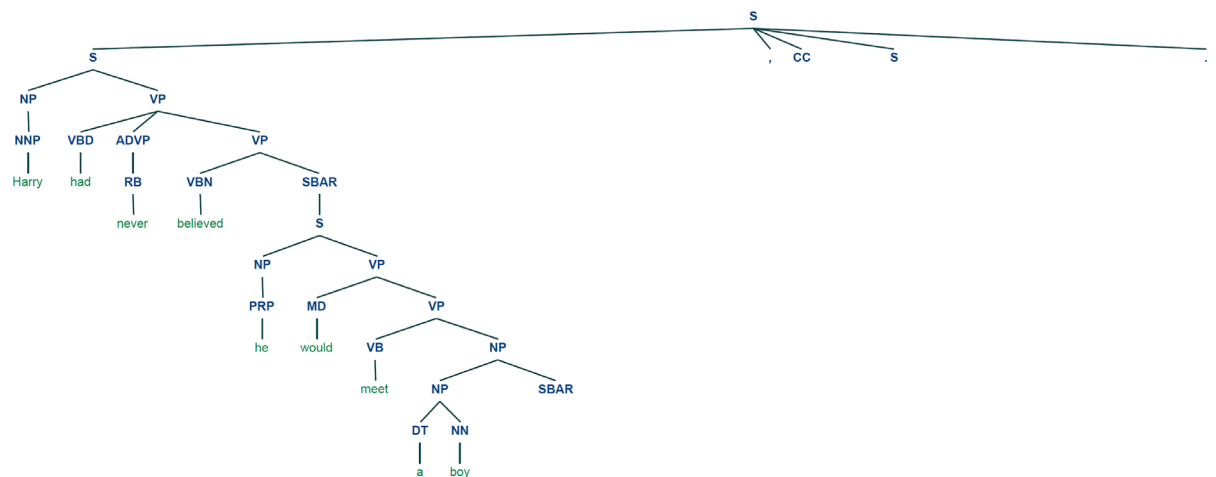 S
S , CC S .
NP VP
NNP VBD ADVP VP
Harry had RB VBN SBAR
never believed S
NP VP
PRP MD VP
he would VB NP
meet NP SBAR
DT NN
a boy